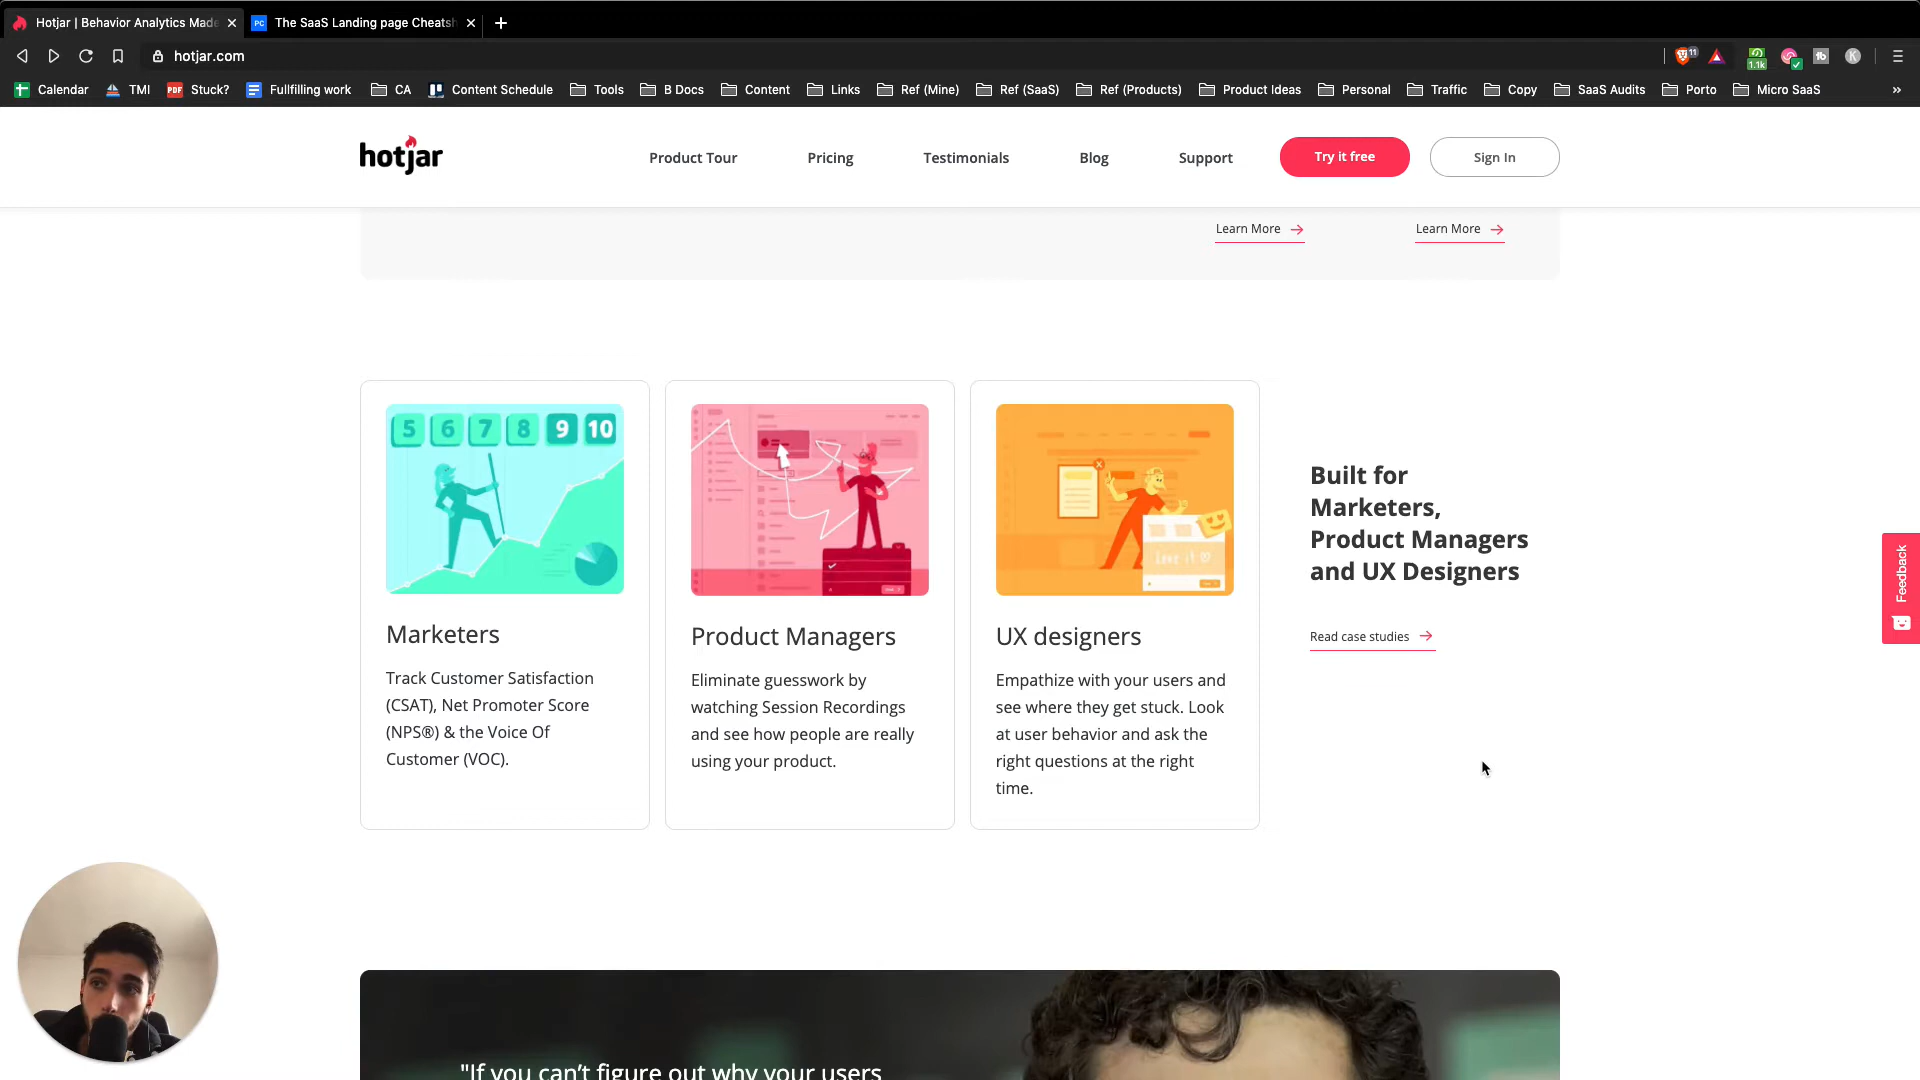 Hotjar | Behavior Analytics Made
The SaaS Landing page Cheatsh
hotjar.com
11
1.1k
Calendar
TMI
PDF
Stuck?
Fullfilling work
CA
Content Schedule
Tools
B Docs
Content
Links
Ref (Mine)
Ref (SaaS)
Ref (Products)
Product Ideas
Personal
Traffic
Copy
SaaS Audits
Porto
Micro SaaS
»
hotjar
Product Tour
Pricing
Testimonials
Blog
Support
Try it free
Sign In
Learn More
Learn More
5 6 7 8 9 10
Marketers
Track Customer Satisfaction
(CSAT), Net Promoter Score
(NPS®) & the Voice Of
Customer (VOC).
Product Managers
Eliminate guesswork by
watching Session Recordings
and see how people are really
using your product.
Love it
UX designers
Empathize with your users and
see where they get stuck. Look
at user behavior and ask the
right questions at the right
time.
Built for
Marketers,
Product Managers
and UX Designers
Read case studies
Feedback
"If you can't figure out why your users